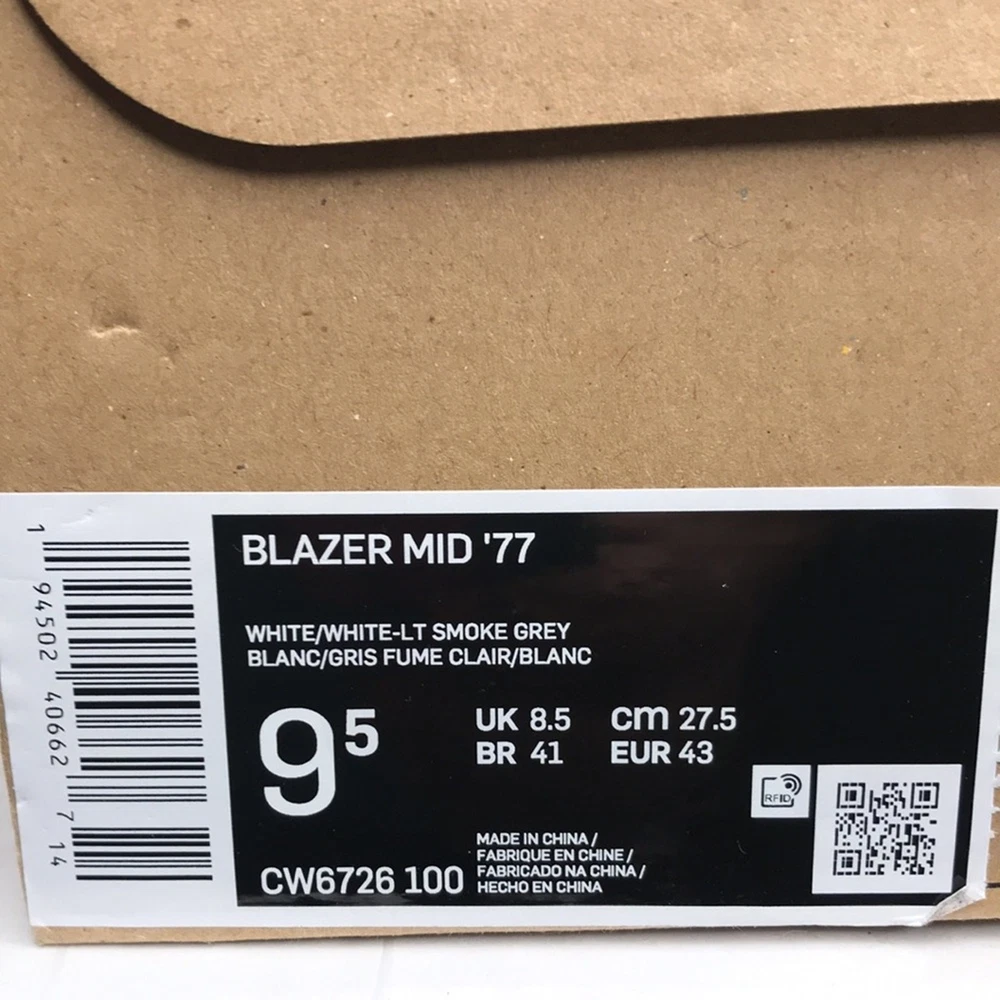 BLAZER MID '77
WHITE/WHITE-LT SMOKE GREY
BLANC/GRIS FUME CLAIR/BLANC
9⁵
UK 8.5 cm 27.5
BR 41 EUR 43
RFID
CW6726 100
MADE IN CHINA /
FABRIQUE EN CHINE /
FABRICADO NA CHINA /
HECHO EN CHINA
1 94502 40662 7 14